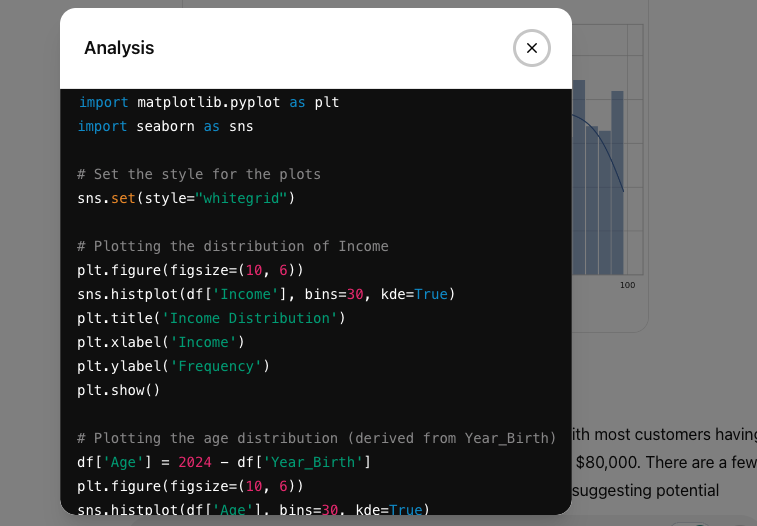 Analysis
import matplotlib.pyplot as plt
import seaborn as sns
# Set the style for the plots
sns.set(style="whitegrid")
# Plotting the distribution of Income
plt.figure(figsize=(10, 6))
sns.histplot(df['Income'], bins=30, kde=True)
plt.title('Income Distribution')
plt.xlabel('Income')
plt.ylabel('Frequency')
plt.show()
# Plotting the age distribution (derived from Year_Birth)
df['Age'] = 2024 - df['Year_Birth']
plt.figure(figsize=(10, 6))
sns.histplot(df['Age'], bins=30, kde=True)
100
ith most customers having
$80,000. There are a few
suggesting potential